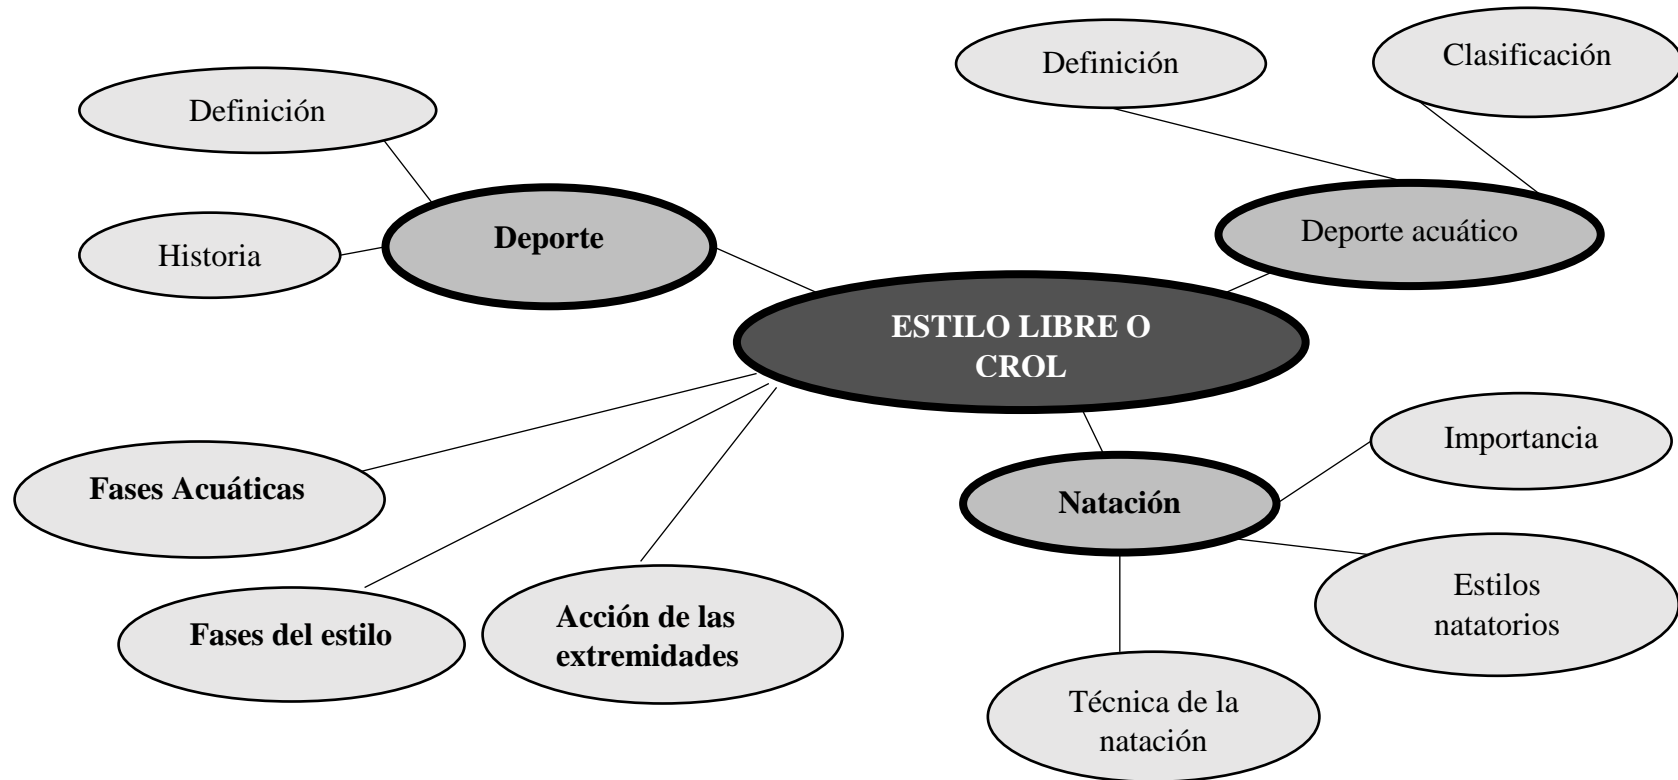 Definición
Clasificación
Definición
Deporte
Deporte acuático
Historia
ESTILO LIBRE O
CROL
Importancia
Fases Acuáticas
Natación
Estilos
natatorios
Fases del estilo
Acción de las
extremidades
Técnica de la
natación